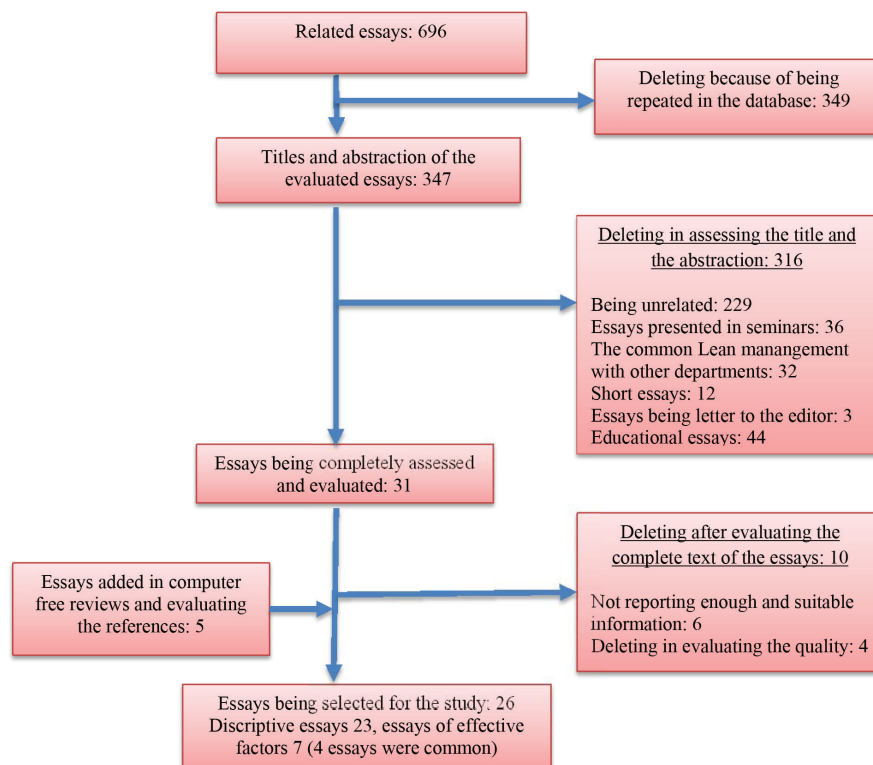 Related essays: 696
Deleting because of being
repeated in the database: 349
Titles and abstraction of the
evaluated essays: 347
Deleting in assessing the title and
the abstraction: 316
Being unrelated: 229
Essays presented in seminars: 36
The common Lean manangement
with other departments: 32
Short essays: 12
Essays being letter to the editor: 3
Educational essays: 44
Essays being completely assessed
and evaluated: 31
Deleting after evaluating the
complete text of the essays: 10
Not reporting enough and suitable
information: 6
Deleting in evaluating the quality: 4
Essays added in computer
free reviews and evaluating
the references: 5
Essays being selected for the study: 26
Discriptive essays 23, essays of effective
factors 7 (4 essays were common)